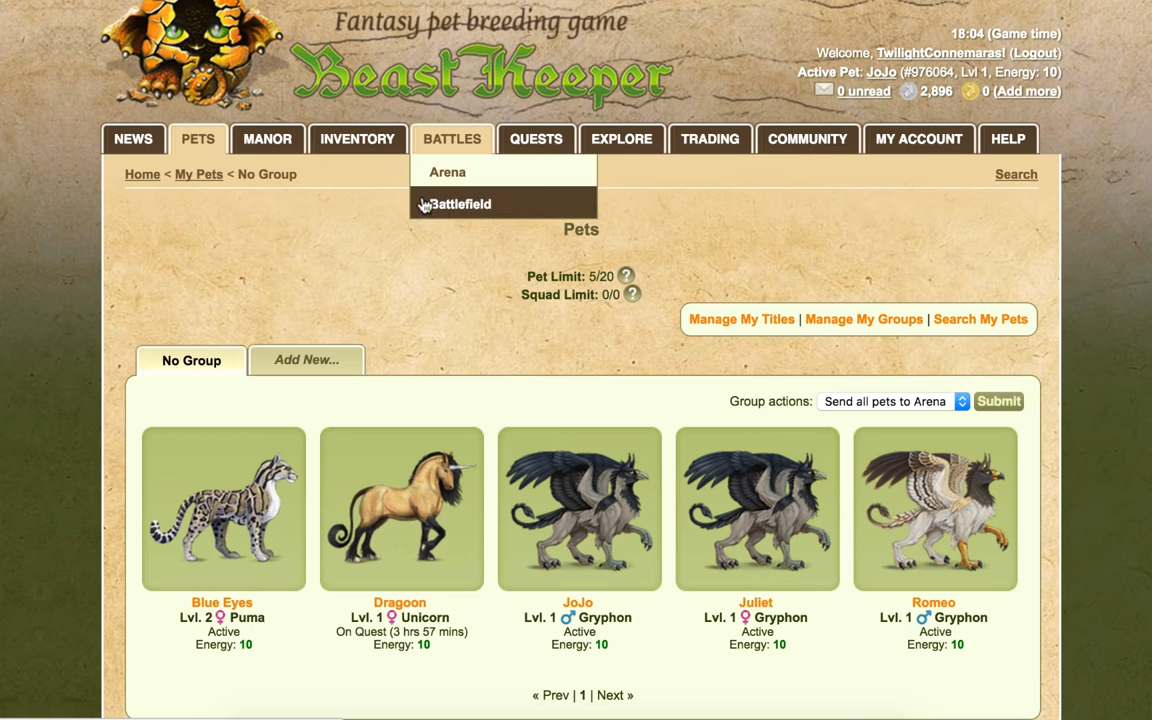 Fantasy pet breeding game
Beast Keeper
18:04 (Game time)
Welcome, TwilightConnemaras! (Logout)
Active Pet: JoJo (#976064, Lvl 1, Energy: 10)
0 unread 2,896 0 (Add more)
NEWS PETS MANOR INVENTORY BATTLES QUESTS EXPLORE TRADING COMMUNITY MY ACCOUNT HELP
Arena
Battlefield
Home < My Pets < No Group
Search
Pets
Pet Limit: 5/20 ?
Squad Limit: 0/0 ?
Manage My Titles | Manage My Groups | Search My Pets
No Group Add New...
Group actions: Send all pets to Arena Submit
Blue Eyes
Lvl. 2 ♀ Puma
Active
Energy: 10
Dragoon
Lvl. 1 ♀ Unicorn
On Quest (3 hrs 57 mins)
Energy: 10
JoJo
Lvl. 1 ♂ Gryphon
Active
Energy: 10
Juliet
Lvl. 1 ♀ Gryphon
Active
Energy: 10
Romeo
Lvl. 1 ♂ Gryphon
Active
Energy: 10
« Prev | 1 | Next »